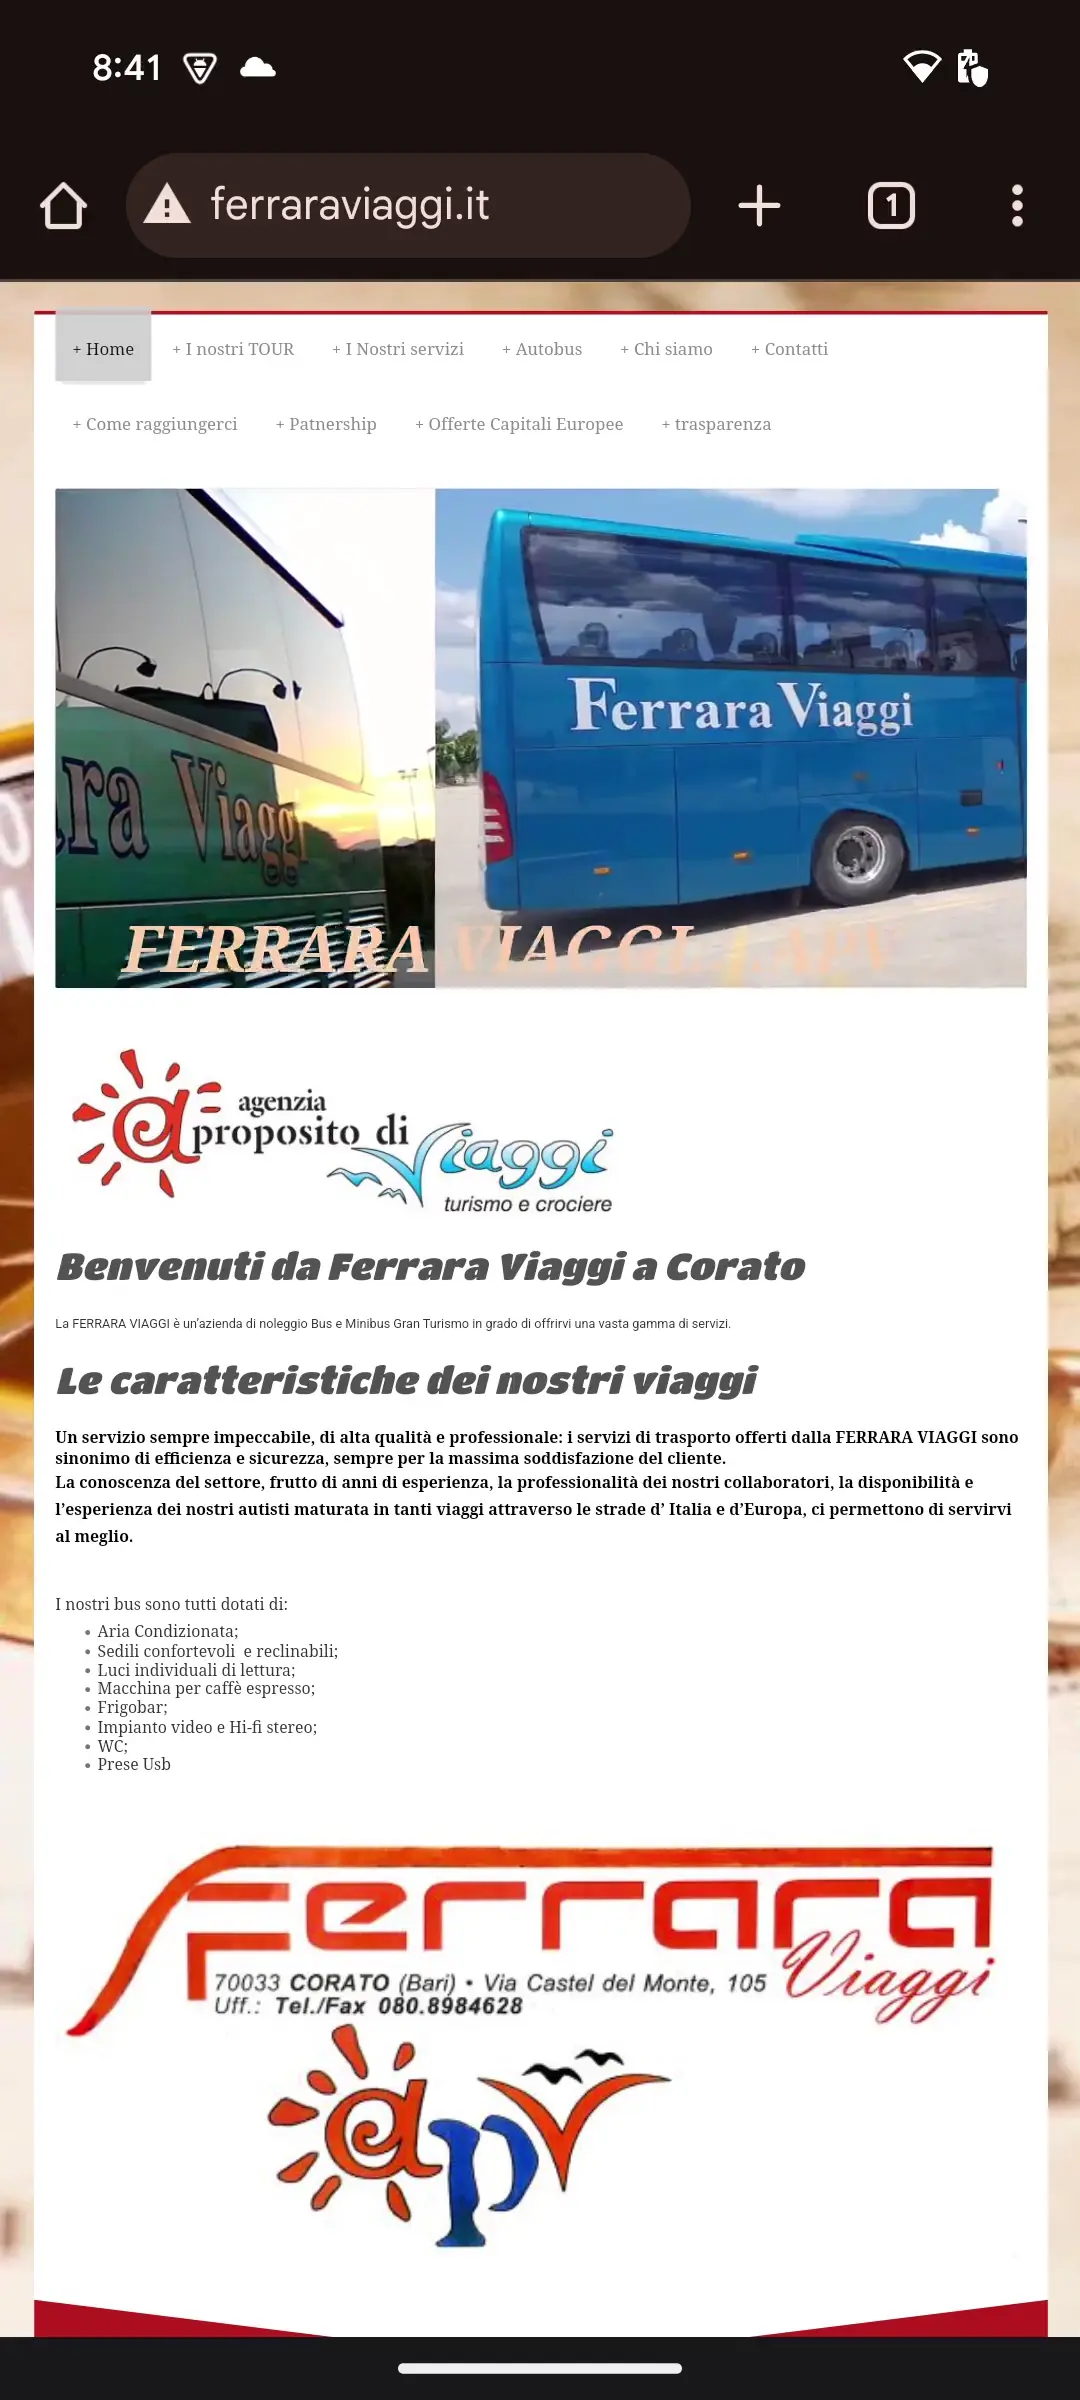 8:41
ferraraviaggi.it
1
+ Home + I nostri TOUR + I Nostri servizi + Autobus + Chi siamo + Contatti
+ Come raggiungerci + Patnership + Offerte Capitali Europee + trasparenza
ra Viaggi
Ferrara Viaggi
FERRARA VIAGGI
agenzia
a proposito di Viaggi
turismo e crociere
Benvenuti da Ferrara Viaggi a Corato
La FERRARA VIAGGI è un’azienda di noleggio Bus e Minibus Gran Turismo in grado di offrirvi una vasta gamma di servizi.
Le caratteristiche dei nostri viaggi
Un servizio sempre impeccabile, di alta qualità e professionale: i servizi di trasporto offerti dalla FERRARA VIAGGI sono
sinonimo di efficienza e sicurezza, sempre per la massima soddisfazione del cliente.
La conoscenza del settore, frutto di anni di esperienza, la professionalità dei nostri collaboratori, la disponibilità e
l’esperienza dei nostri autisti maturata in tanti viaggi attraverso le strade d’ Italia e d’Europa, ci permettono di servirvi
al meglio.
I nostri bus sono tutti dotati di:
• Aria Condizionata;
• Sedili confortevoli  e reclinabili;
• Luci individuali di lettura;
• Macchina per caffè espresso;
• Frigobar;
• Impianto video e Hi-fi stereo;
• WC;
• Prese Usb
Ferrara
Viaggi
70033 CORATO (Bari) • Via Castel del Monte, 105
Uff.: Tel./Fax 080.8984628
apv